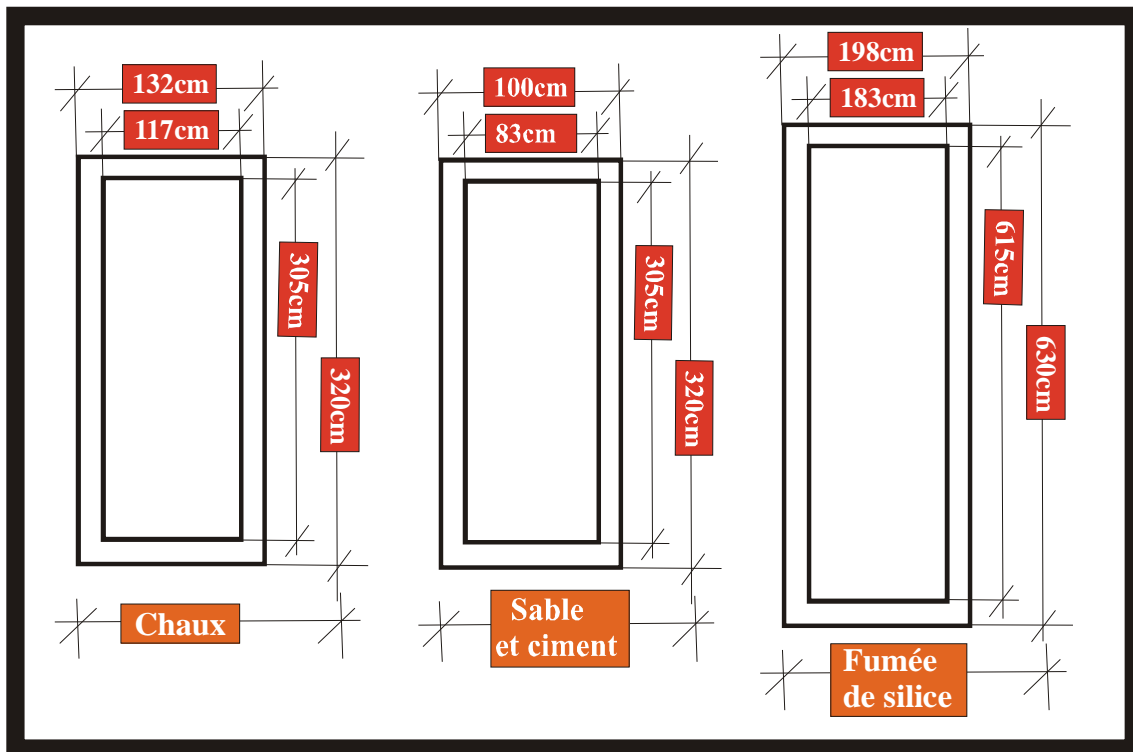 132cm
117cm
305cm
320cm
Chaux
100cm
83cm
305cm
320cm
Sable
et ciment
198cm
183cm
615cm
630cm
Fumée
de silice